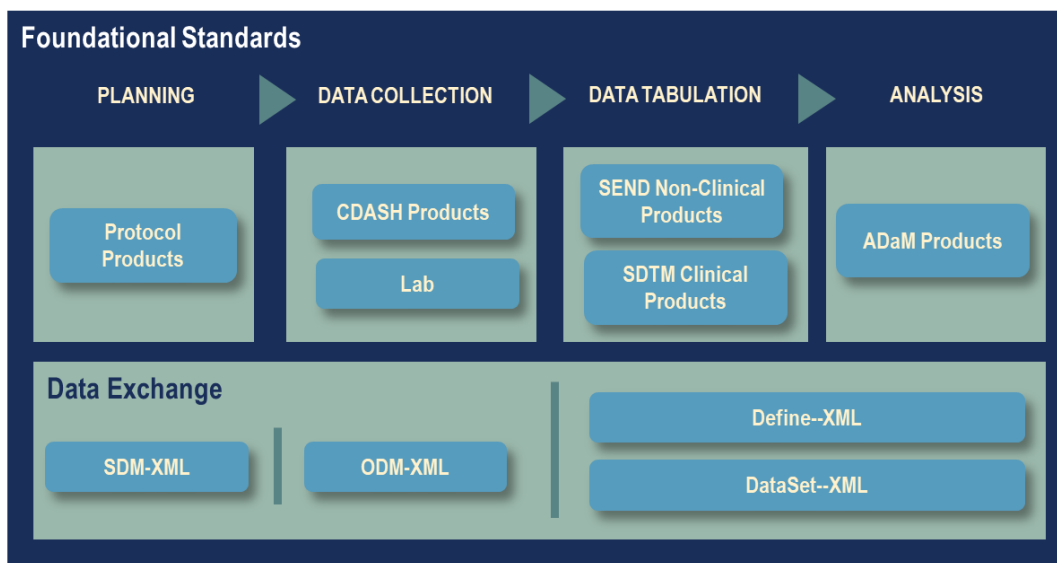 Foundational Standards
PLANNING
DATA COLLECTION
DATA TABULATION
ANALYSIS
Protocol
Products
CDASH Products
Lab
SEND Non-Clinical
Products
SDTM Clinical
Products
ADaM Products
Data Exchange
SDM-XML
ODM-XML
Define--XML
DataSet--XML